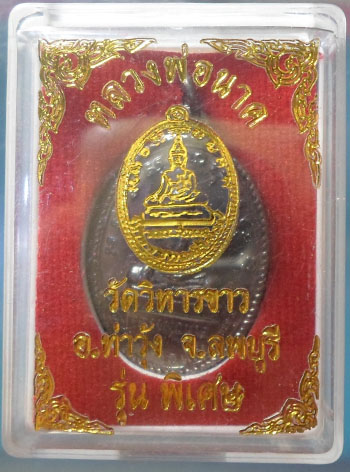 หลวงพ่อนาค
วัดวิหารขาว
อ.ท่าวุ้ง จ.ลพบุรี
รุ่น พิเศษ